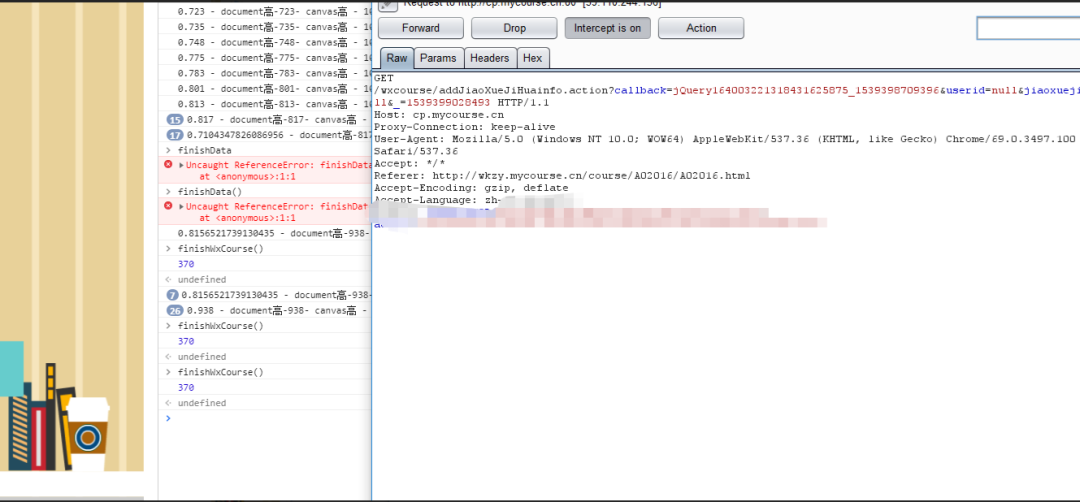 0.723 - document高-723- canvas高 - 10
0.735 - document高-735- canvas高 - 10
0.748 - document高-748- canvas高 - 10
0.775 - document高-775- canvas高 - 10
0.783 - document高-783- canvas高 - 10
0.801 - document高-801- canvas高 - 10
0.813 - document高-813- canvas高 - 10
15 0.817 - document高-817- canvas高 - 1
17 0.7104347826086956 - document高-817-
> finishData
Uncaught ReferenceError: finishData
at <anonymous>:1:1
> finishData()
Uncaught ReferenceError: finishDat
at <anonymous>:1:1
0.8156521739130435 - document高-938-
> finishWxCourse()
370
undefined
7 0.8156521739130435 - document高-938-
26 0.938 - document高-938- canvas高 -
> finishWxCourse()
370
undefined
> finishWxCourse()
370
undefined
>
Request to http://cp.mycourse.cn:80
Forward Drop Intercept is on Action
Raw Params Headers Hex
GET
/wxcourse/addJiaoXueJiHuainfo.action?callback=jQuery164003221318431625875_1539398709396&userid=null&jiaoxueji
ll&_=1539399028493 HTTP/1.1
Host: cp.mycourse.cn
Proxy-Connection: keep-alive
User-Agent: Mozilla/5.0 (Windows NT 10.0; WOW64) AppleWebKit/537.36 (KHTML, like Gecko) Chrome/69.0.3497.100
Safari/537.36
Accept: */*
Referer: http://wkzy.mycourse.cn/course/A02016/A02016.html
Accept-Encoding: gzip, deflate
Accept-Language: zh-